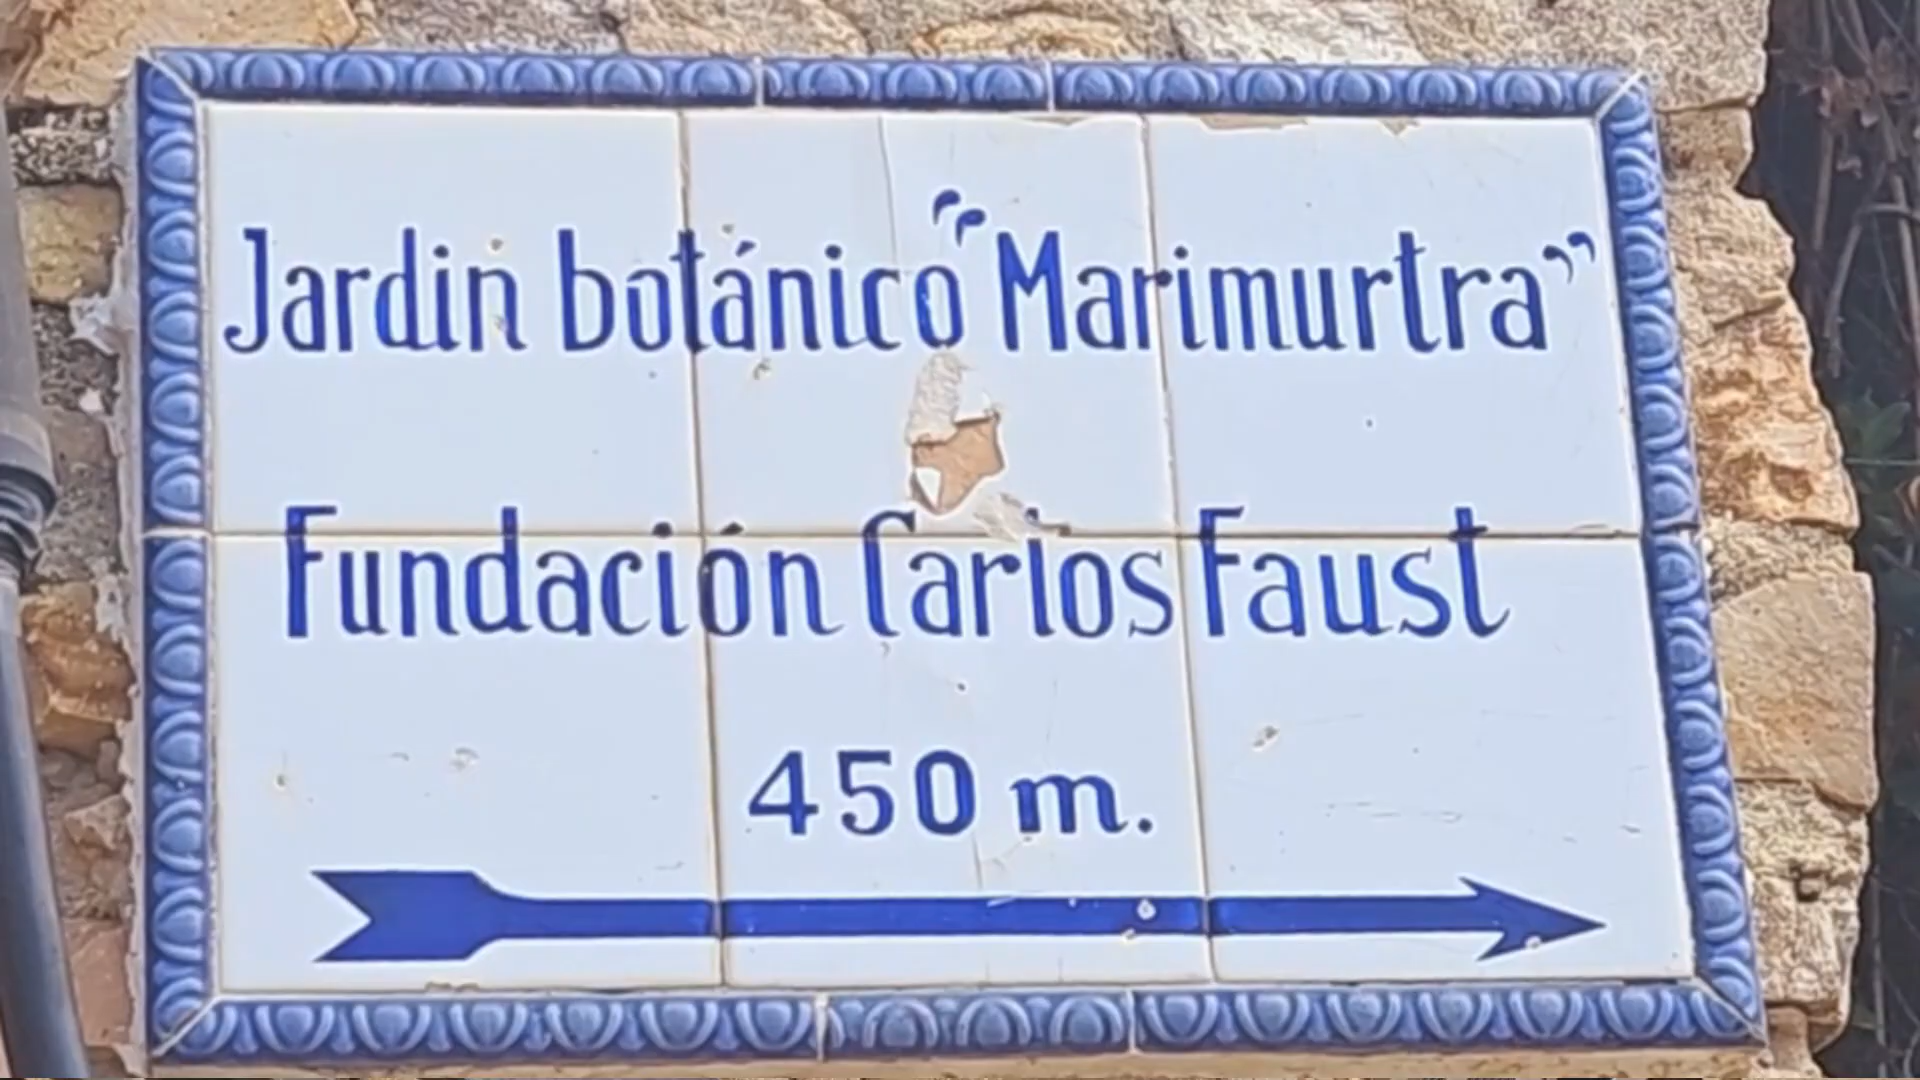 Jardin botánico “Marimurtra”
Fundación Carlos Faust
450 m.